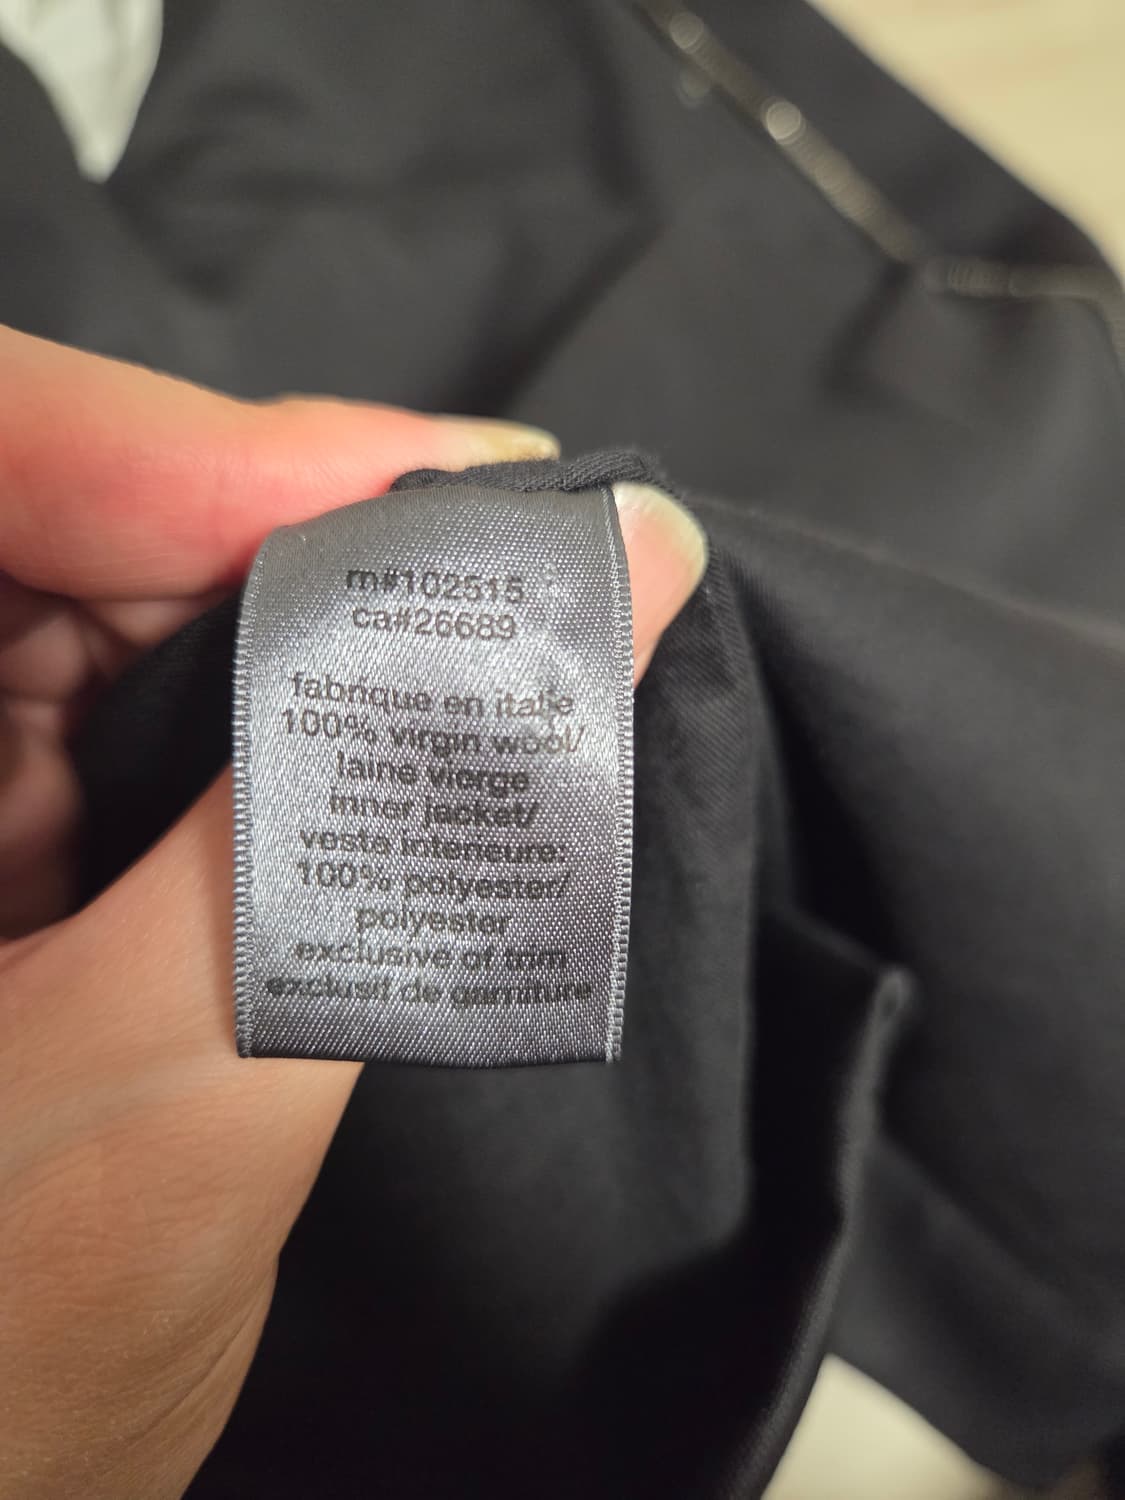 m#102515
ca#26689
fabrique en italie
100% virgin wool/
laine vierge
inner jacket/
veste interieure:
100% polyester/
polyester
exclusive of trim
exclusif de garniture